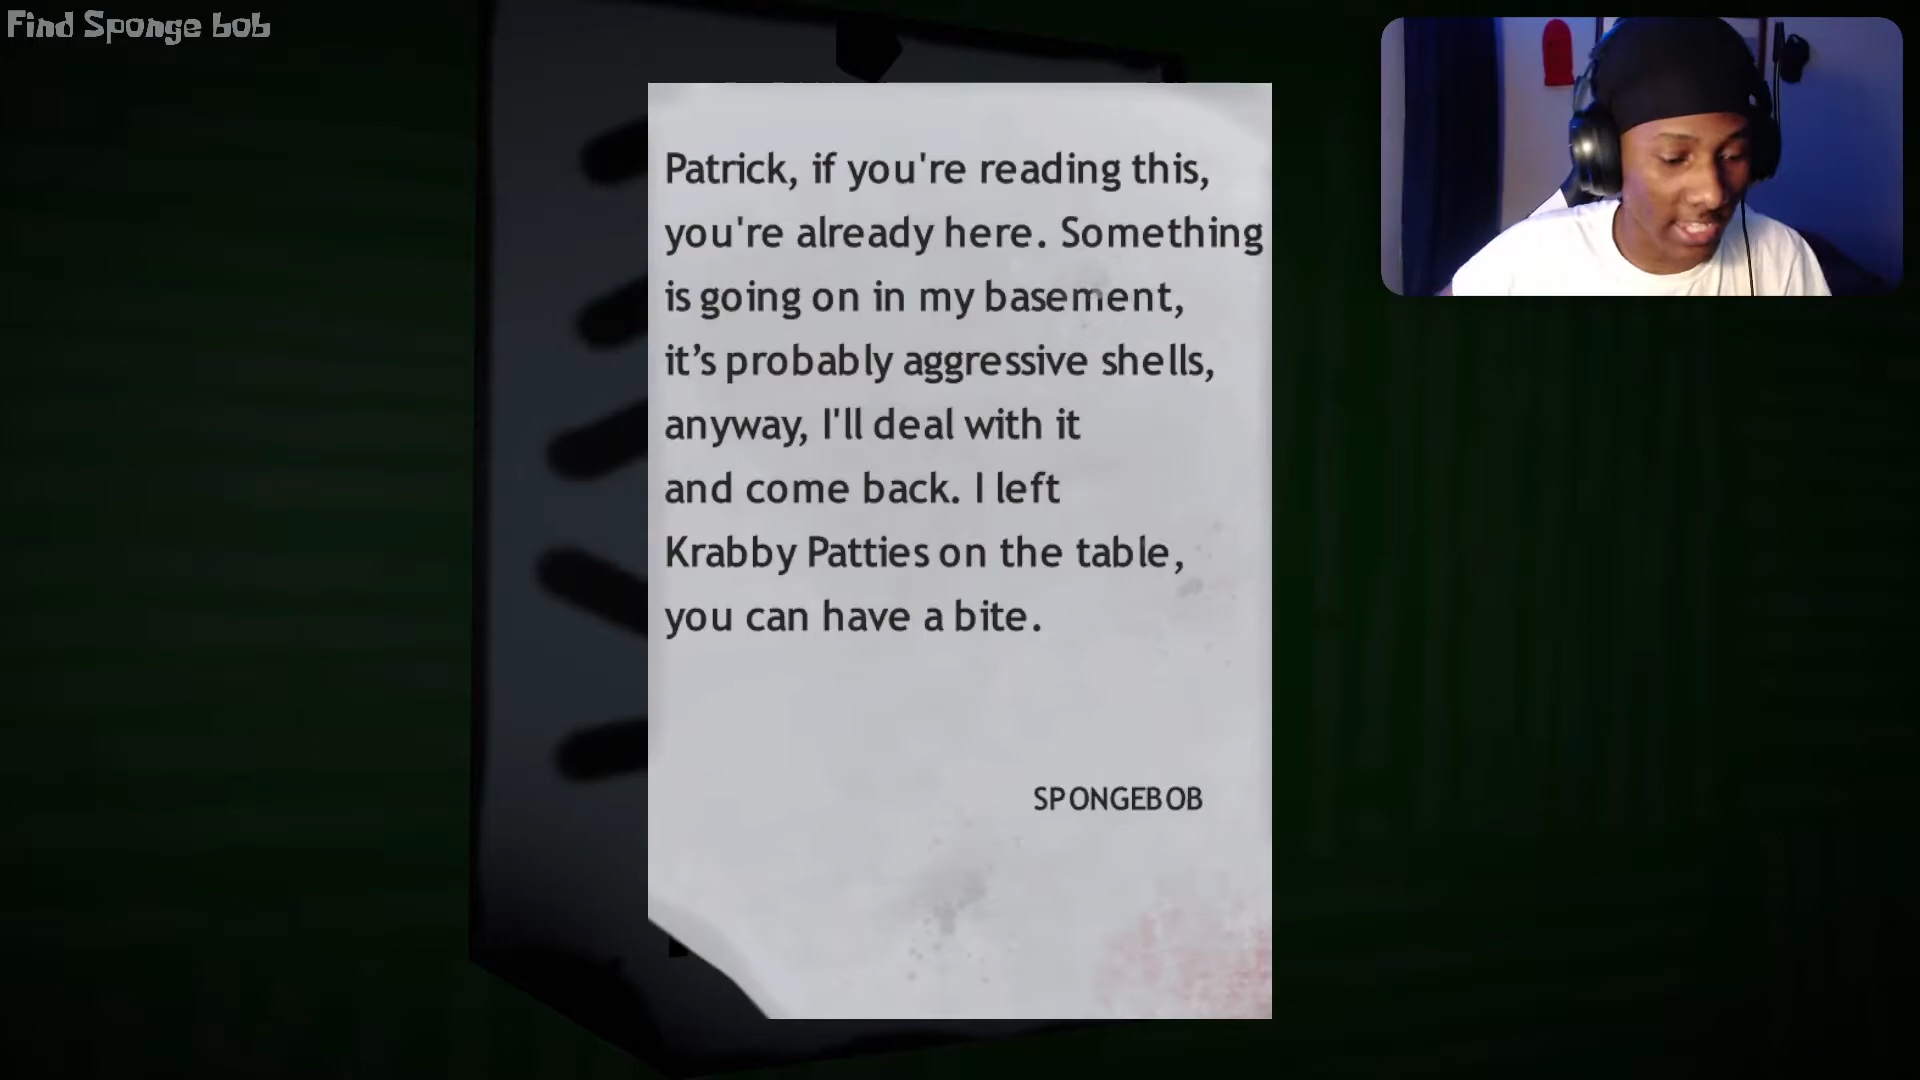 Find Sponge bob
Patrick, if you're reading this,
you're already here. Something
is going on in my basement,
it’s probably aggressive shells,
anyway, I'll deal with it
and come back. I left
Krabby Patties on the table,
you can have a bite.
SPONGEBOB